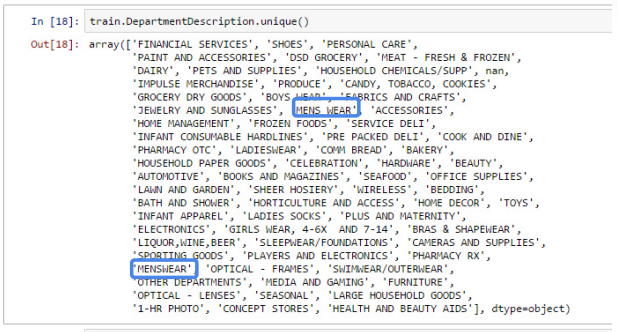 In [18]: train.DepartmentDescription.unique()
Out[18]: array(['FINANCIAL SERVICES', 'SHOES', 'PERSONAL CARE',
'PAINT AND ACCESSORIES', 'DSD GROCERY', 'MEAT - FRESH & FROZEN',
'DAIRY', 'PETS AND SUPPLIES', 'HOUSEHOLD CHEMICALS/SUPP', nan,
'IMPULSE MERCHANDISE', 'PRODUCE', 'CANDY, TOBACCO, COOKIES',
'GROCERY DRY GOODS', 'BOYS WEAR', 'FABRICS AND CRAFTS',
'JEWELRY AND SUNGLASSES', 'MENS WEAR', 'ACCESSORIES',
'HOME MANAGEMENT', 'FROZEN FOODS', 'SERVICE DELI',
'INFANT CONSUMABLE HARDLINES', 'PRE PACKED DELI', 'COOK AND DINE',
'PHARMACY OTC', 'LADIESWEAR', 'COMM BREAD', 'BAKERY',
'HOUSEHOLD PAPER GOODS', 'CELEBRATION', 'HARDWARE', 'BEAUTY',
'AUTOMOTIVE', 'BOOKS AND MAGAZINES', 'SEAFOOD', 'OFFICE SUPPLIES',
'LAWN AND GARDEN', 'SHEER HOSIERY', 'WIRELESS', 'BEDDING',
'BATH AND SHOWER', 'HORTICULTURE AND ACCESS', 'HOME DECOR', 'TOYS',
'INFANT APPAREL', 'LADIES SOCKS', 'PLUS AND MATERNITY',
'ELECTRONICS', 'GIRLS WEAR, 4-6X  AND 7-14', 'BRAS & SHAPEWEAR',
'LIQUOR,WINE,BEER', 'SLEEPWEAR/FOUNDATIONS', 'CAMERAS AND SUPPLIES',
'SPORTING GOODS', 'PLAYERS AND ELECTRONICS', 'PHARMACY RX',
'MENSWEAR', 'OPTICAL - FRAMES', 'SWIMWEAR/OUTERWEAR',
'OTHER DEPARTMENTS', 'MEDIA AND GAMING', 'FURNITURE',
'OPTICAL - LENSES', 'SEASONAL', 'LARGE HOUSEHOLD GOODS',
'1-HR PHOTO', 'CONCEPT STORES', 'HEALTH AND BEAUTY AIDS'], dtype=object)